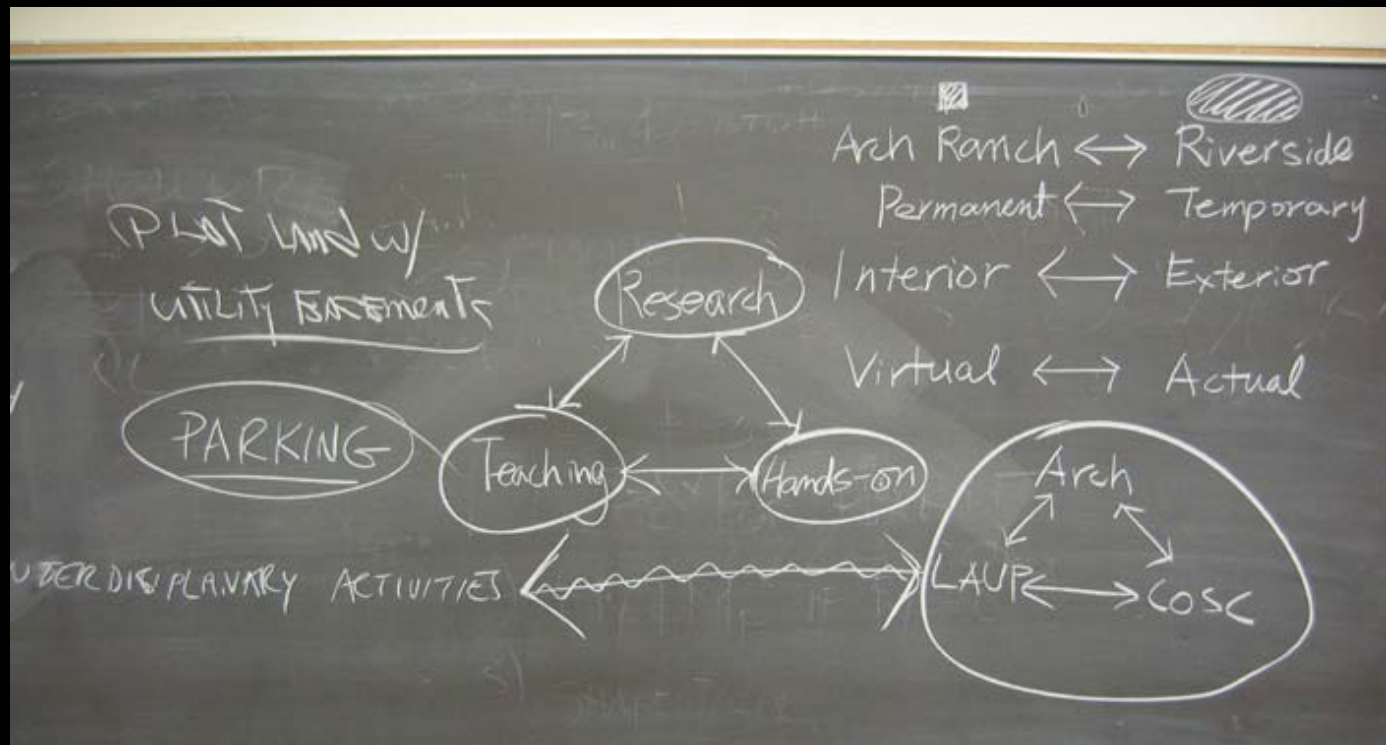 Arch Ranch ↔ Riverside
Permanent ↔ Temporary
Interior ↔ Exterior
Virtual ↔ Actual
PLAT LAND W/
UTILITY EASEMENTS
Research
PARKING
Teaching ↔ Hands-on
Arch
LAUP ↔ COSC
NTERDISIPLANARY ACTIVITIES